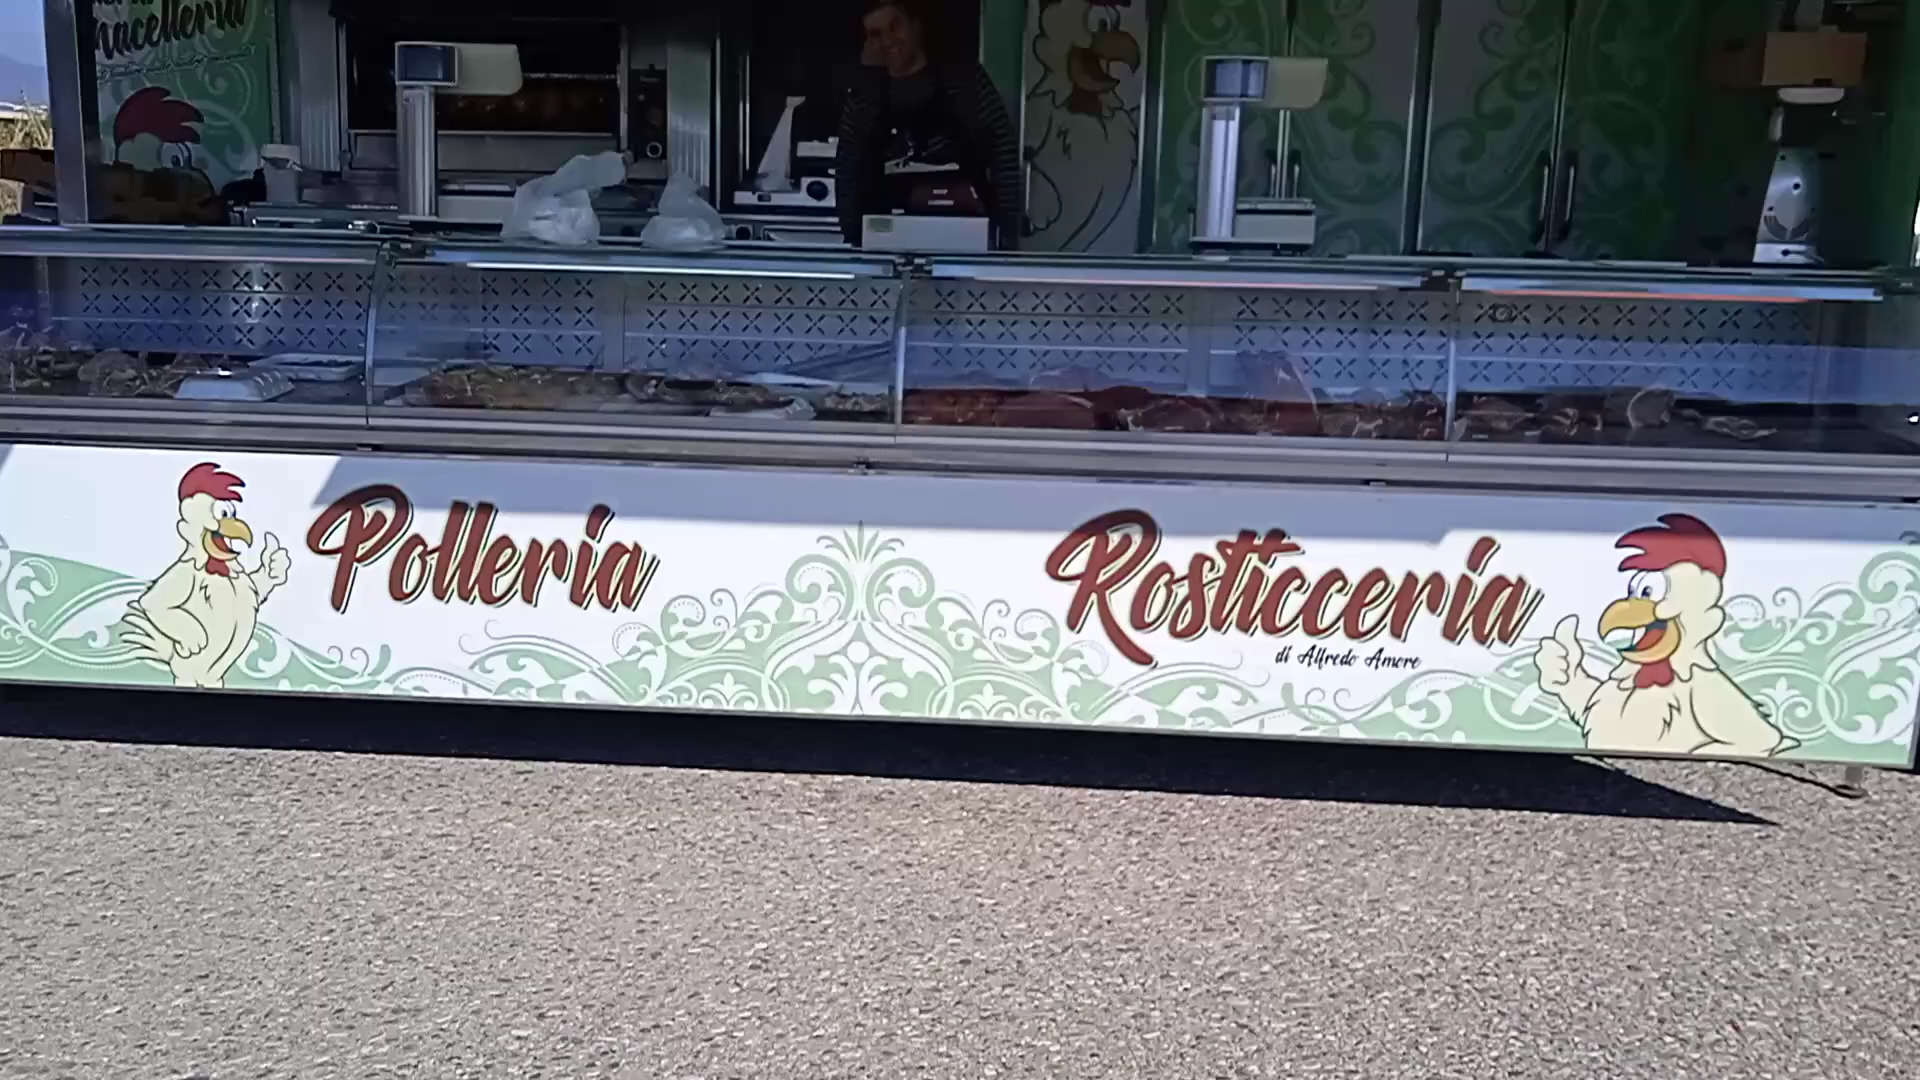 macelleria
Polleria
Rosticceria
di Alfredo Amore